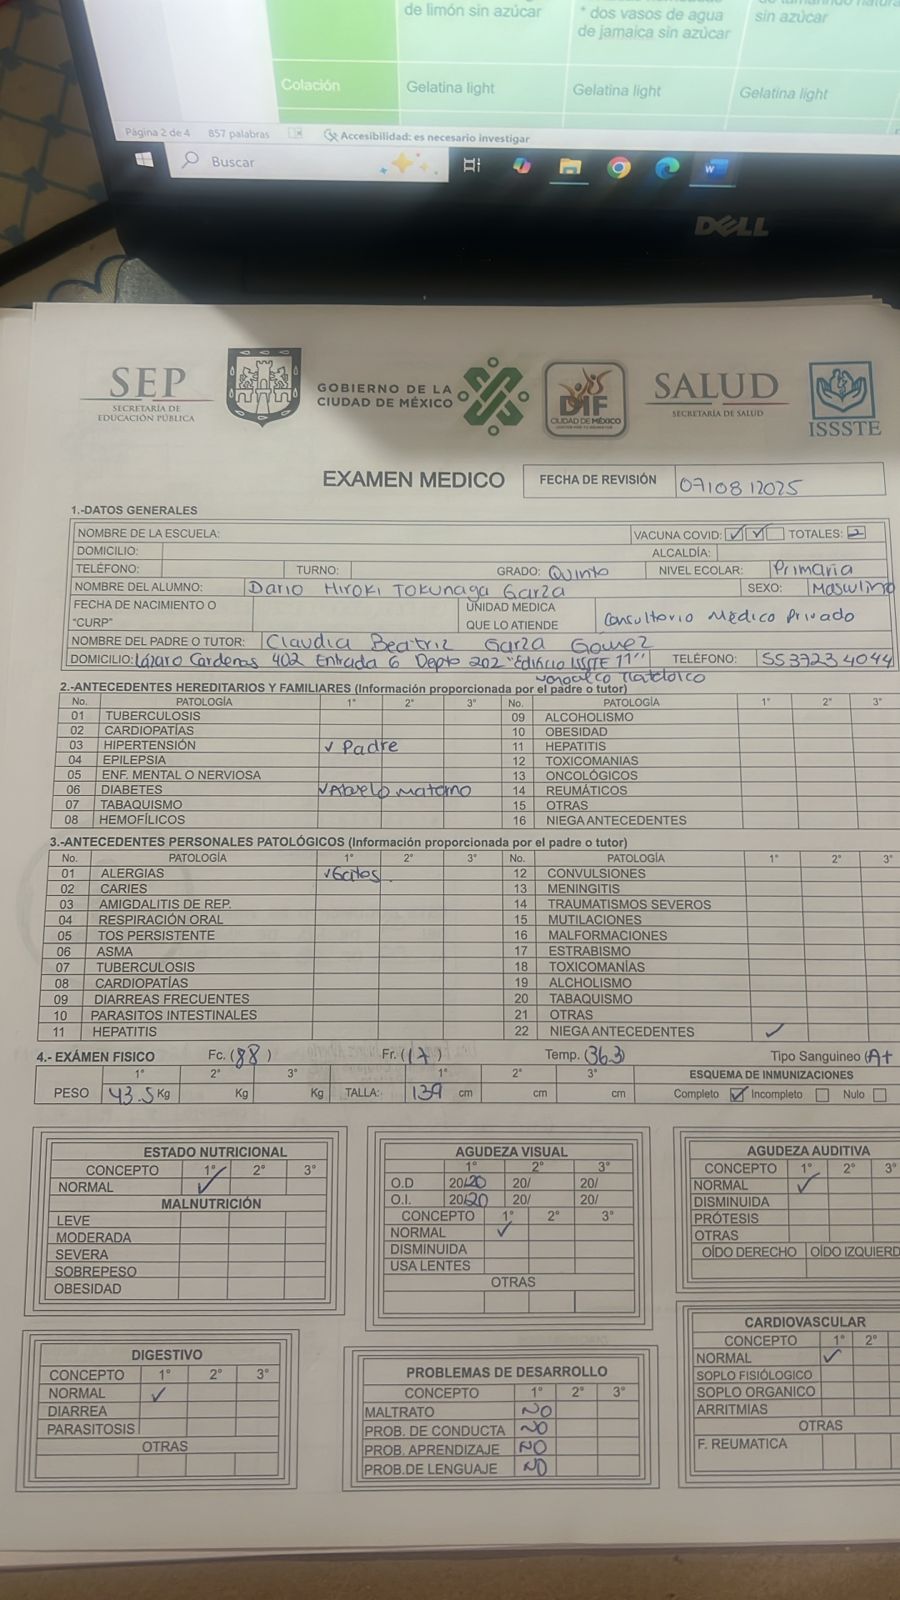 de limón sin azúcar
* dos vasos de agua
de jamaica sin azúcar
sin azúcar
Colación Gelatina light Gelatina light Gelatina light
Página 2 de 4 857 palabras Accesibilidad: es necesario investigar
Buscar
DELL
SEP
SECRETARÍA DE
EDUCACIÓN PÚBLICA
GOBIERNO DE LA
CIUDAD DE MÉXICO
DIF
CIUDAD DE MÉXICO
SALUD
SECRETARÍA DE SALUD
ISSSTE
EXAMEN MEDICO FECHA DE REVISIÓN 07/08/2025
1.-DATOS GENERALES
NOMBRE DE LA ESCUELA: VACUNA COVID: ✓ ✓ TOTALES: 2
DOMICILIO: ALCALDÍA:
TELÉFONO: TURNO: GRADO: Quinto NIVEL ECOLAR: Primaria
NOMBRE DEL ALUMNO: Dario Hiroki Tokunaga Garza SEXO: Masculino
FECHA DE NACIMIENTO O
"CURP"
UNIDAD MEDICA
QUE LO ATIENDE Consultorio Médico Privado
NOMBRE DEL PADRE O TUTOR: Claudia Beatriz Garza Gómez
DOMICILIO: Lázaro Cardenas 402 Entrada 6 Depto 202 "Edificio ISSTE 11" TELÉFONO: 5537234044
Nonoalco Tlatelolco
2.-ANTECEDENTES HEREDITARIOS Y FAMILIARES (Información proporcionada por el padre o tutor)
No. PATOLOGÍA 1° 2° 3° No. PATOLOGÍA 1° 2° 3°
01 TUBERCULOSIS 09 ALCOHOLISMO
02 CARDIOPATÍAS 10 OBESIDAD
03 HIPERTENSIÓN ✓ Padre 11 HEPATITIS
04 EPILEPSIA 12 TOXICOMANIAS
05 ENF. MENTAL O NERVIOSA 13 ONCOLÓGICOS
06 DIABETES ✓ Abuelo materno 14 REUMÁTICOS
07 TABAQUISMO 15 OTRAS
08 HEMOFÍLICOS 16 NIEGA ANTECEDENTES
3.-ANTECEDENTES PERSONALES PATOLÓGICOS (Información proporcionada por el padre o tutor)
No. PATOLOGÍA 1° 2° 3° No. PATOLOGÍA 1° 2° 3°
01 ALERGIAS ✓ Gatos. 12 CONVULSIONES
02 CARIES 13 MENINGITIS
03 AMIGDALITIS DE REP. 14 TRAUMATISMOS SEVEROS
04 RESPIRACIÓN ORAL 15 MUTILACIONES
05 TOS PERSISTENTE 16 MALFORMACIONES
06 ASMA 17 ESTRABISMO
07 TUBERCULOSIS 18 TOXICOMANÍAS
08 CARDIOPATÍAS 19 ALCHOLISMO
09 DIARREAS FRECUENTES 20 TABAQUISMO
10 PARASITOS INTESTINALES 21 OTRAS
11 HEPATITIS 22 NIEGA ANTECEDENTES ✓
4.- EXÁMEN FISICO Fc. (88) Fr. (17) Temp. (363) Tipo Sanguineo (A+
1° 2° 3° 1° 2° 3° ESQUEMA DE INMUNIZACIONES
PESO 43.5 Kg Kg Kg TALLA: 139 cm cm cm Completo ✓ Incompleto Nulo
ESTADO NUTRICIONAL
CONCEPTO 1° 2° 3°
NORMAL ✓
MALNUTRICIÓN
LEVE
MODERADA
SEVERA
SOBREPESO
OBESIDAD
AGUDEZA VISUAL
1° 2° 3°
O.D 20/20 20/ 20/
O.I. 20/20 20/ 20/
CONCEPTO 1° 2° 3°
NORMAL ✓
DISMINUIDA
USA LENTES
OTRAS
AGUDEZA AUDITIVA
CONCEPTO 1° 2° 3°
NORMAL ✓
DISMINUIDA
PRÓTESIS
OTRAS
OÍDO DERECHO OÍDO IZQUIERD
DIGESTIVO
CONCEPTO 1° 2° 3°
NORMAL ✓
DIARREA
PARASITOSIS
OTRAS
PROBLEMAS DE DESARROLLO
CONCEPTO 1° 2° 3°
MALTRATO NO
PROB. DE CONDUCTA NO
PROB. APRENDIZAJE NO
PROB.DE LENGUAJE NO
CARDIOVASCULAR
CONCEPTO 1° 2°
NORMAL ✓
SOPLO FISIÓLOGICO
SOPLO ORGANICO
ARRITMIAS
OTRAS
F. REUMATICA